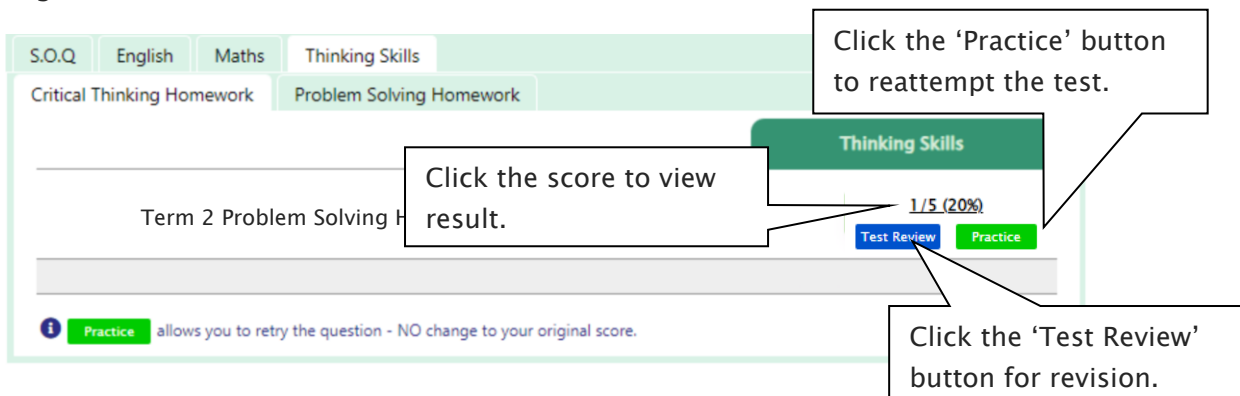 S.O.Q English Maths Thinking Skills
Critical Thinking Homework Problem Solving Homework
Click the ‘Practice’ button
to reattempt the test.
Thinking Skills
Click the score to view
result.
Term 2 Problem Solving
1/5 (20%)
Test Review Practice
Practice allows you to retry the question - NO change to your original score.
Click the ‘Test Review’
button for revision.